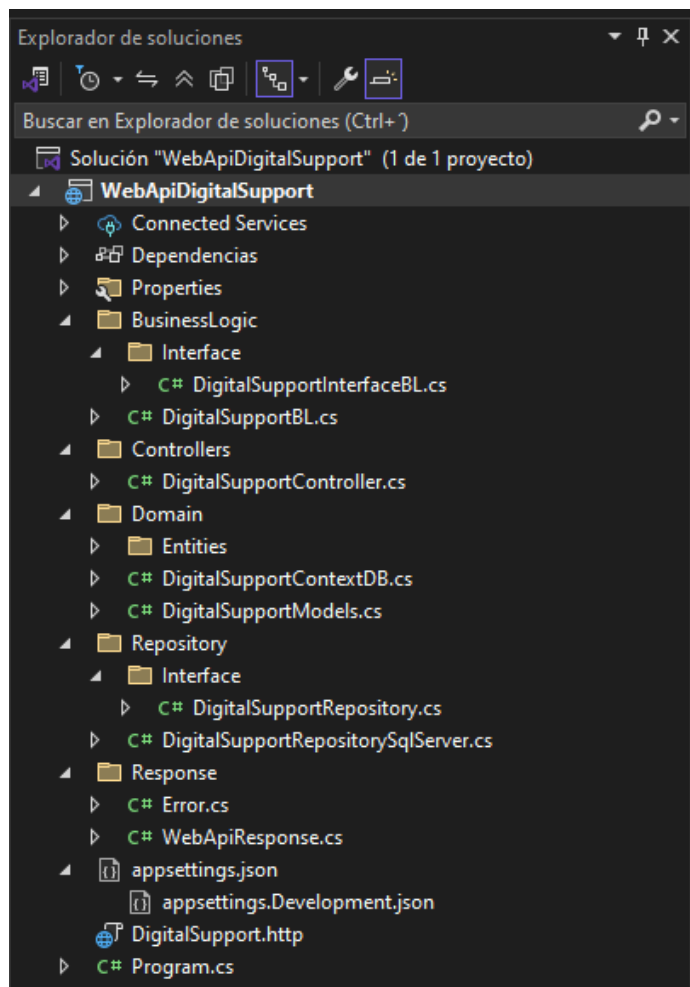 Explorador de soluciones
Buscar en Explorador de soluciones (Ctrl+´)
Solución "WebApiDigitalSupport" (1 de 1 proyecto)
WebApiDigitalSupport
Connected Services
Dependencias
Properties
BusinessLogic
Interface
C# DigitalSupportInterfaceBL.cs
C# DigitalSupportBL.cs
Controllers
C# DigitalSupportController.cs
Domain
Entities
C# DigitalSupportContextDB.cs
C# DigitalSupportModels.cs
Repository
Interface
C# DigitalSupportRepository.cs
C# DigitalSupportRepositorySqlServer.cs
Response
C# Error.cs
C# WebApiResponse.cs
appsettings.json
appsettings.Development.json
DigitalSupport.http
C# Program.cs